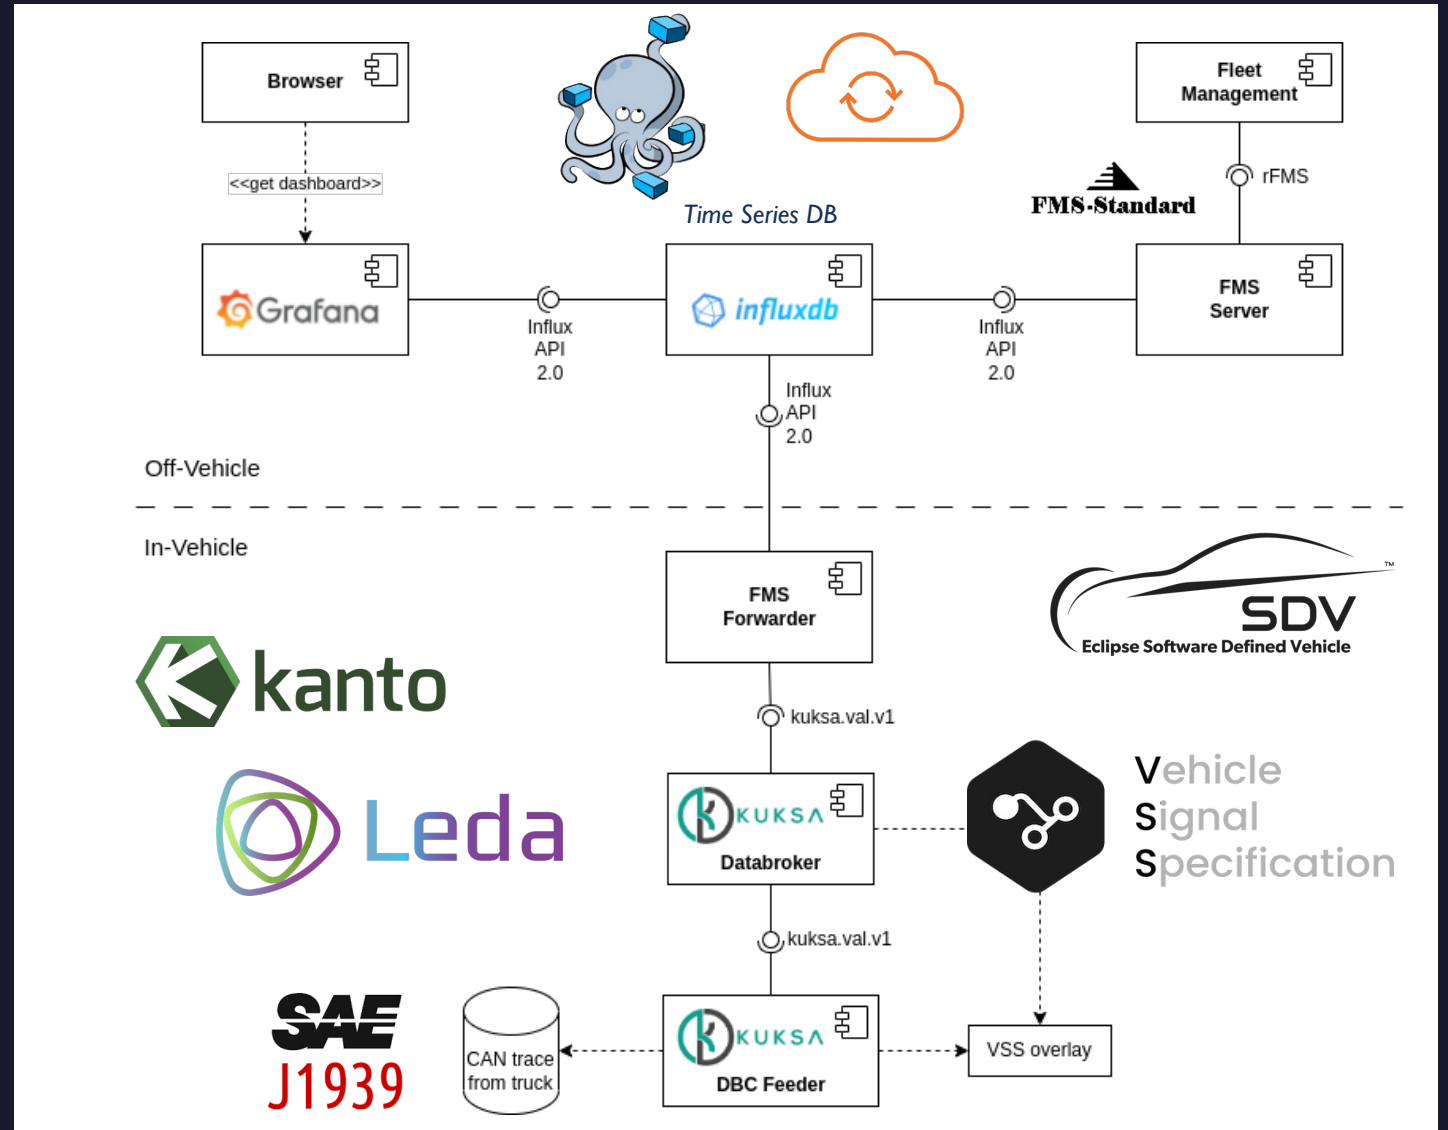 Browser
Fleet
Management
<<get dashboard>>
FMS-Standard
rFMS
Time Series DB
Grafana
influxdb
FMS
Server
Influx
API
2.0
Influx
API
2.0
Influx
API
2.0
Off-Vehicle
In-Vehicle
FMS
Forwarder
SDV
TM
Eclipse Software Defined Vehicle
kanto
kuksa.val.v1
Leda
KUKSA
Databroker
Vehicle
Signal
Specification
kuksa.val.v1
SAE
J1939
CAN trace
from truck
KUKSA
DBC Feeder
VSS overlay